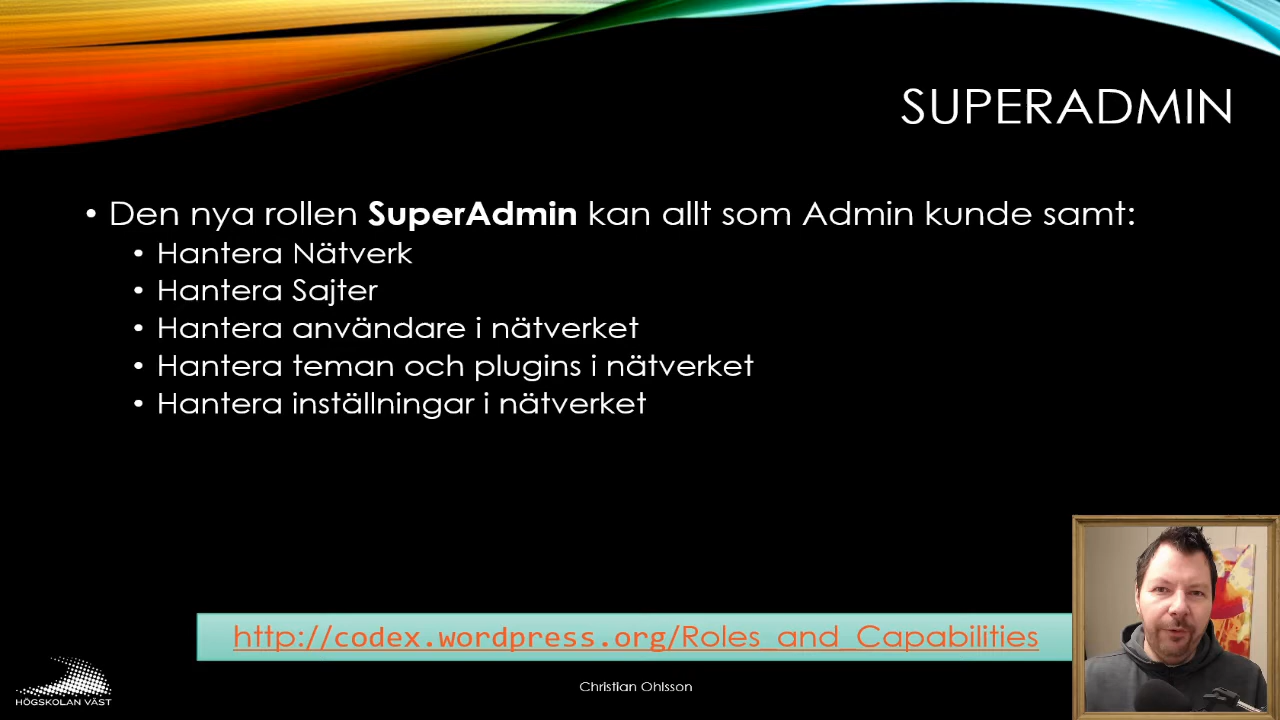 SUPERADMIN
• Den nya rollen SuperAdmin kan allt som Admin kunde samt:
• Hantera Nätverk
• Hantera Sajter
• Hantera användare i nätverket
• Hantera teman och plugins i nätverket
• Hantera inställningar i nätverket
http://codex.wordpress.org/Roles_and_Capabilities
HÖGSKOLAN VÄST
Christian Ohlsson